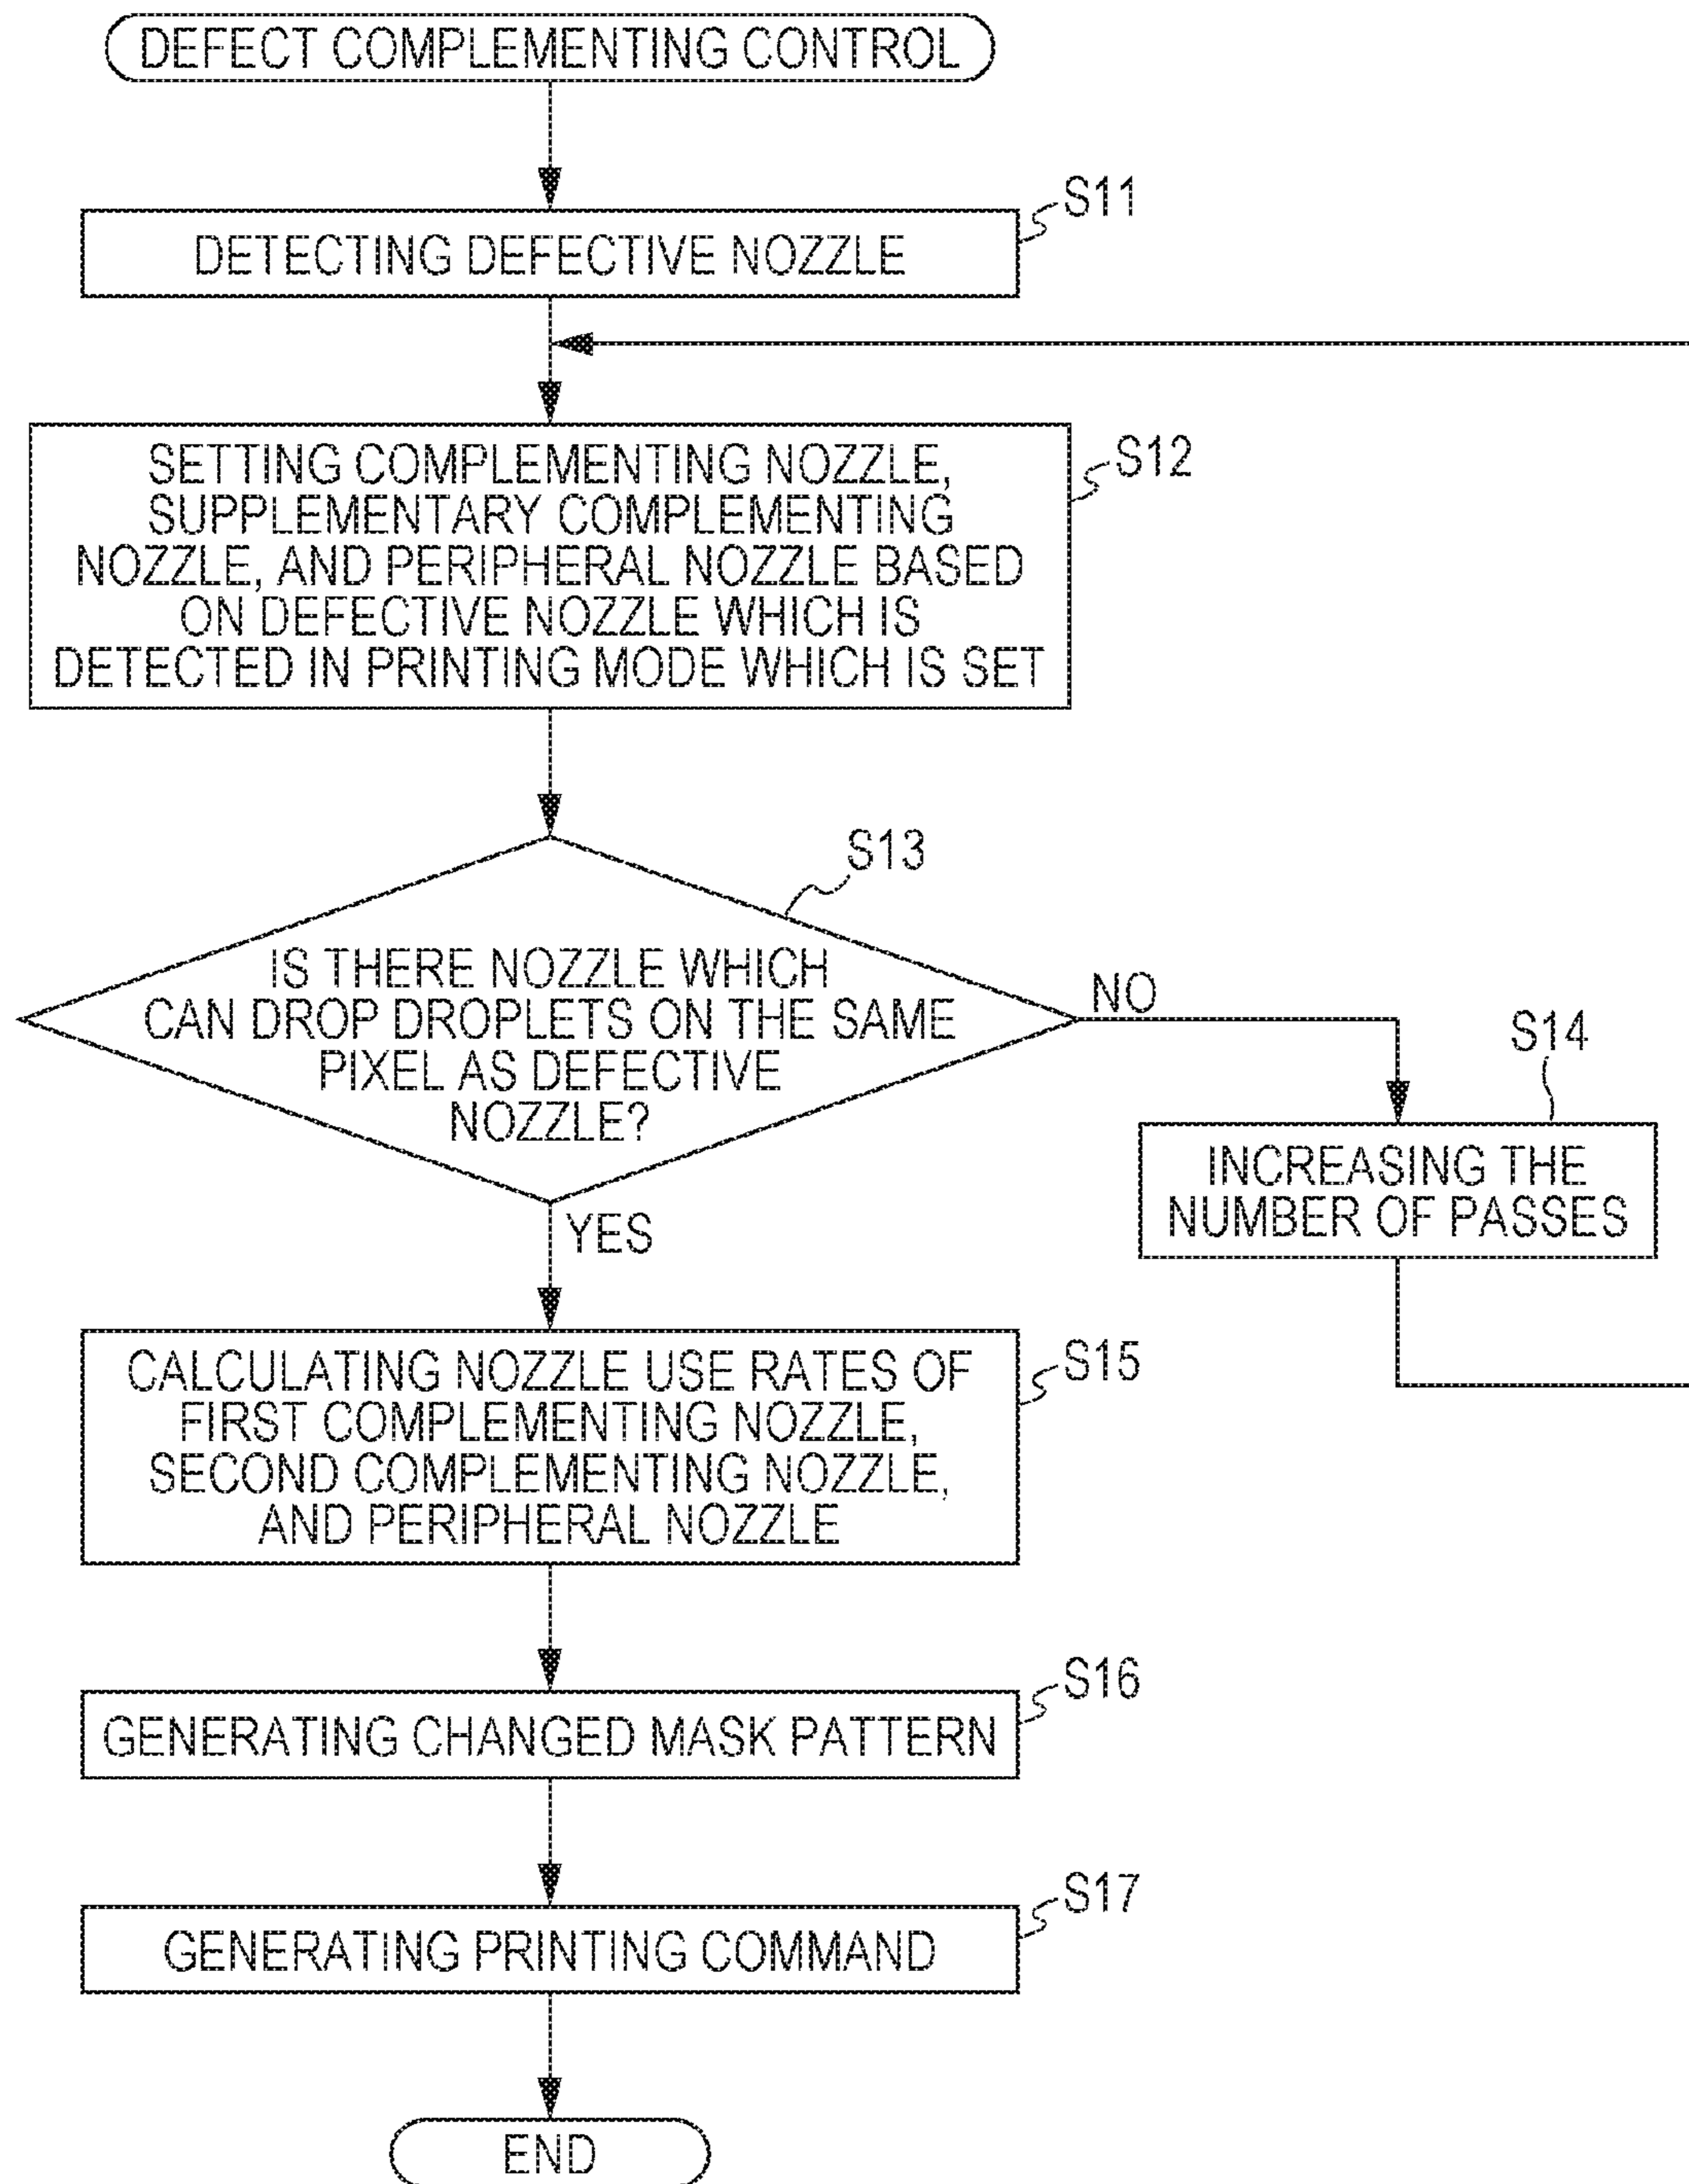 DEFECT COMPLEMENTING CONTROL
S11
DETECTING DEFECTIVE NOZZLE
S12
SETTING COMPLEMENTING NOZZLE,
SUPPLEMENTARY COMPLEMENTING
NOZZLE, AND PERIPHERAL NOZZLE BASED
ON DEFECTIVE NOZZLE WHICH IS
DETECTED IN PRINTING MODE WHICH IS SET
S13
IS THERE NOZZLE WHICH
CAN DROP DROPLETS ON THE SAME
PIXEL AS DEFECTIVE
NOZZLE?
NO
S14
INCREASING THE
NUMBER OF PASSES
YES
S15
CALCULATING NOZZLE USE RATES OF
FIRST COMPLEMENTING NOZZLE,
SECOND COMPLEMENTING NOZZLE,
AND PERIPHERAL NOZZLE
S16
GENERATING CHANGED MASK PATTERN
S17
GENERATING PRINTING COMMAND
END